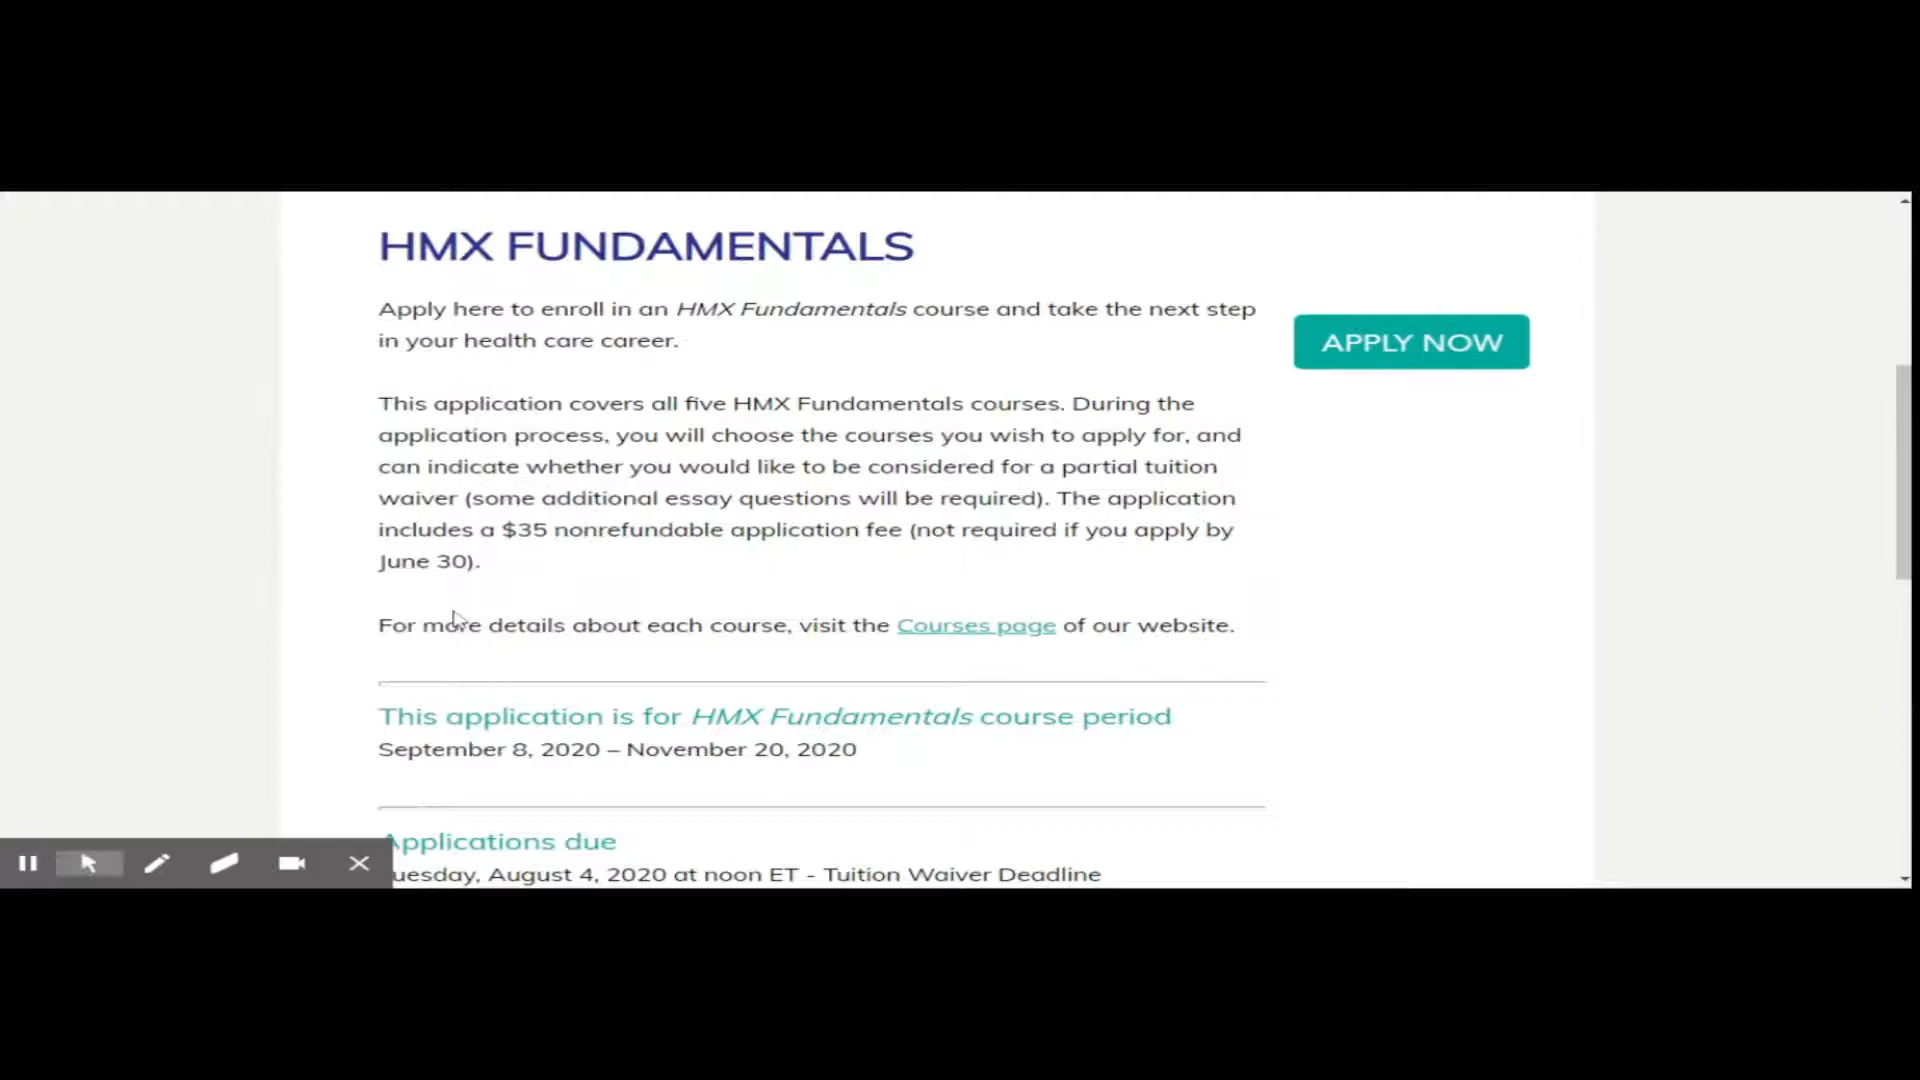 HMX FUNDAMENTALS
Apply here to enroll in an HMX Fundamentals course and take the next step
in your health care career.
APPLY NOW
This application covers all five HMX Fundamentals courses. During the
application process, you will choose the courses you wish to apply for, and
can indicate whether you would like to be considered for a partial tuition
waiver (some additional essay questions will be required). The application
includes a $35 nonrefundable application fee (not required if you apply by
June 30).
For more details about each course, visit the Courses page of our website.
This application is for HMX Fundamentals course period
September 8, 2020 – November 20, 2020
Applications due
uesday, August 4, 2020 at noon ET - Tuition Waiver Deadline